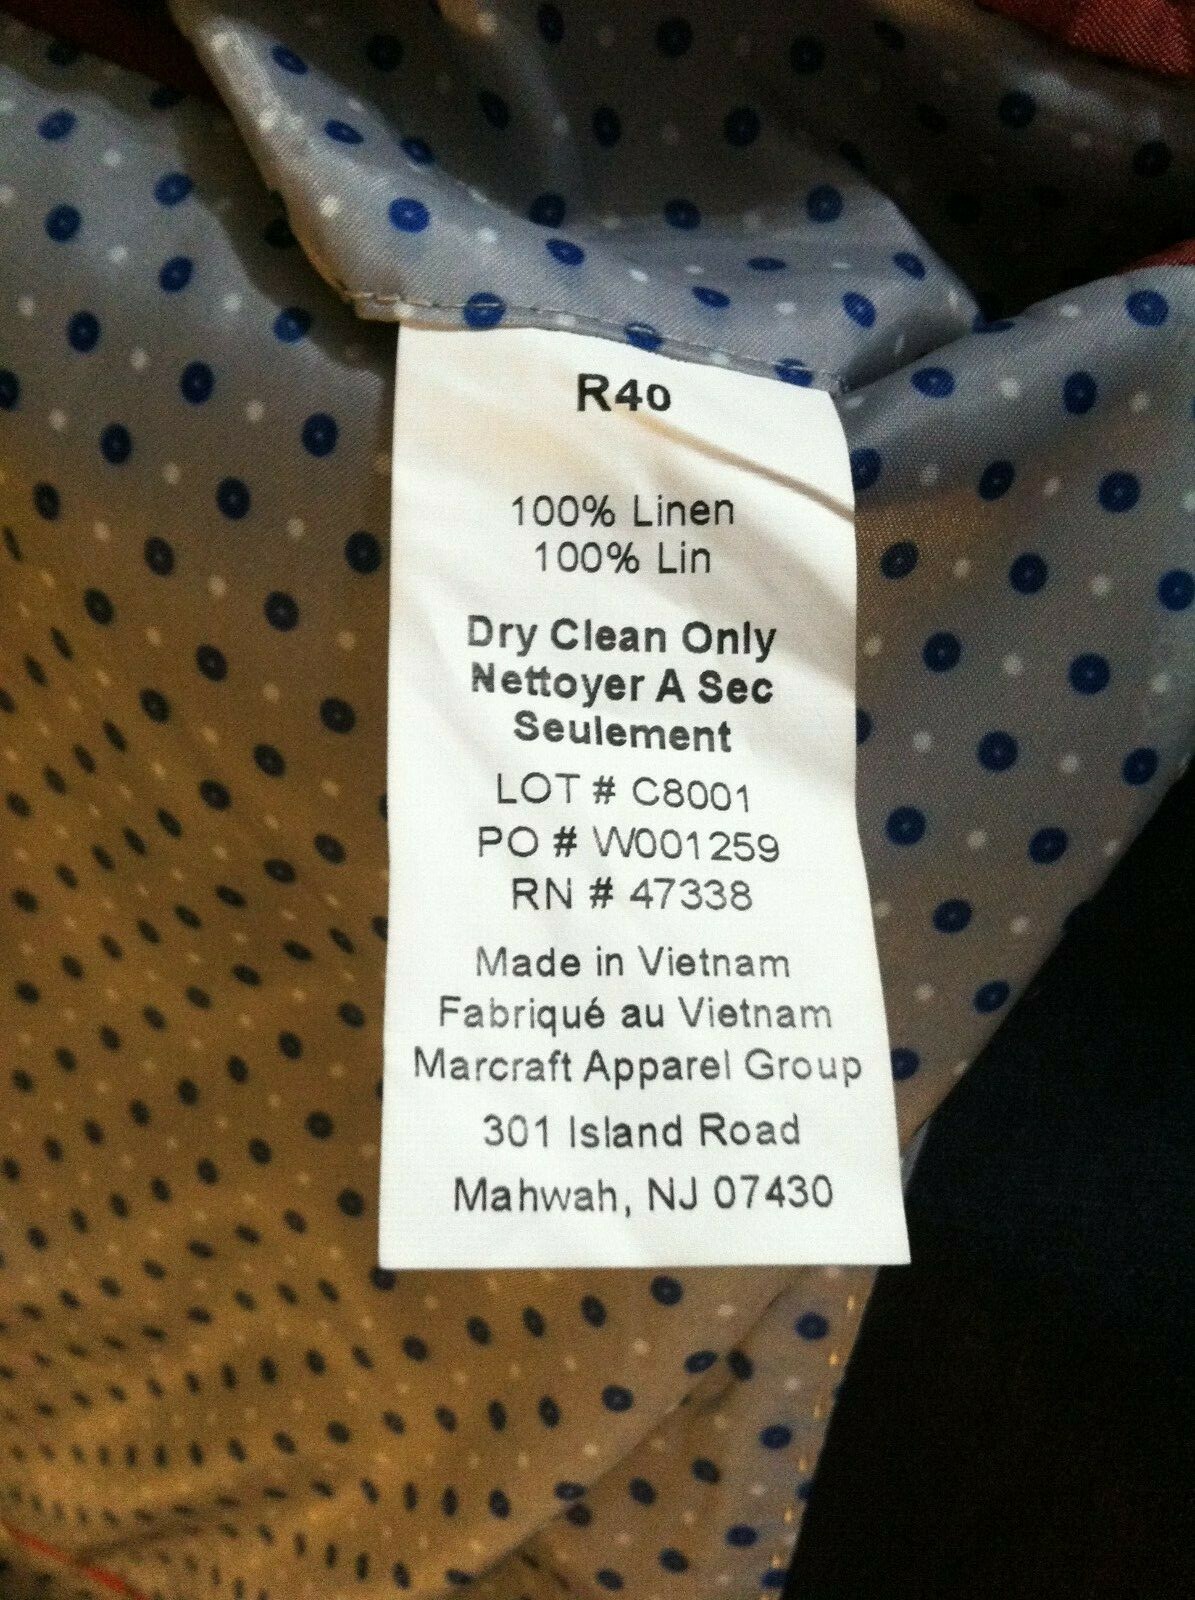 R40
100% Linen
100% Lin
Dry Clean Only
Nettoyer A Sec
Seulement
LOT # C8001
PO # W001259
RN # 47338
Made in Vietnam
Fabriqué au Vietnam
Marcraft Apparel Group
301 Island Road
Mahwah, NJ 07430